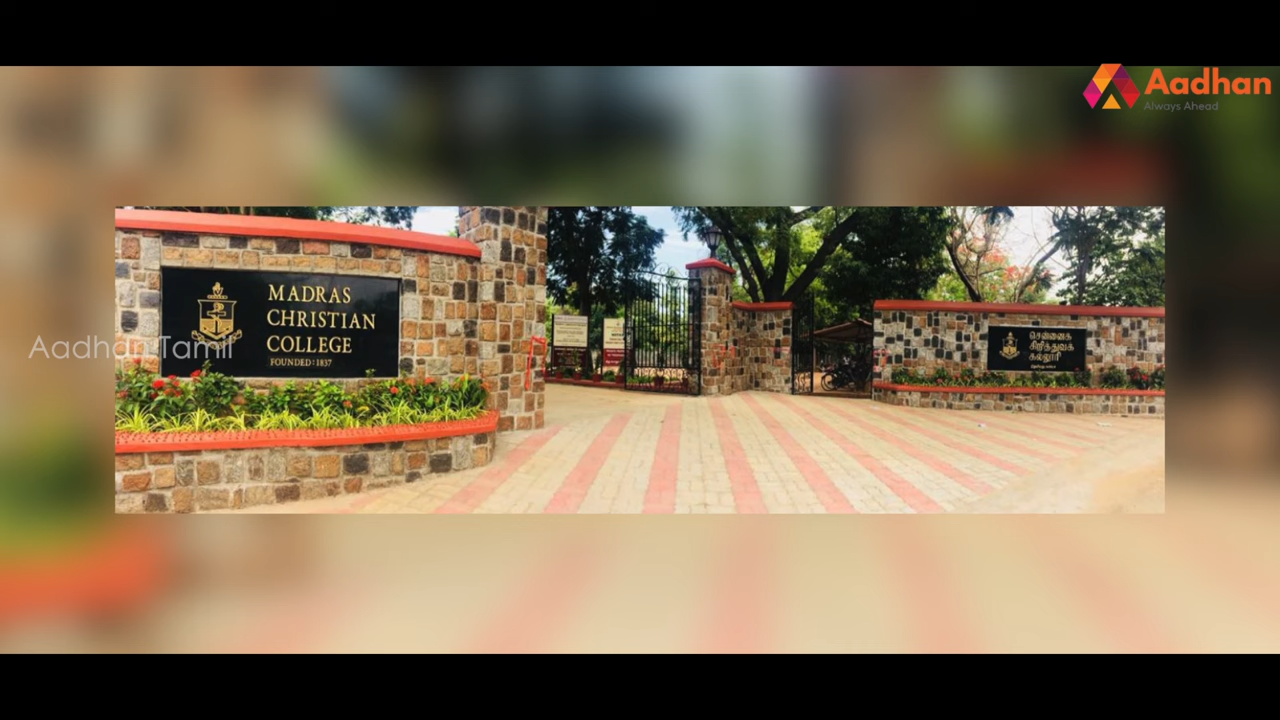 Aadhan
Always Ahead
MADRAS
CHRISTIAN
COLLEGE
FOUNDED:1837
Aadhan Tamil
சென்னைக்
கிறித்துவக்
கல்லூரி